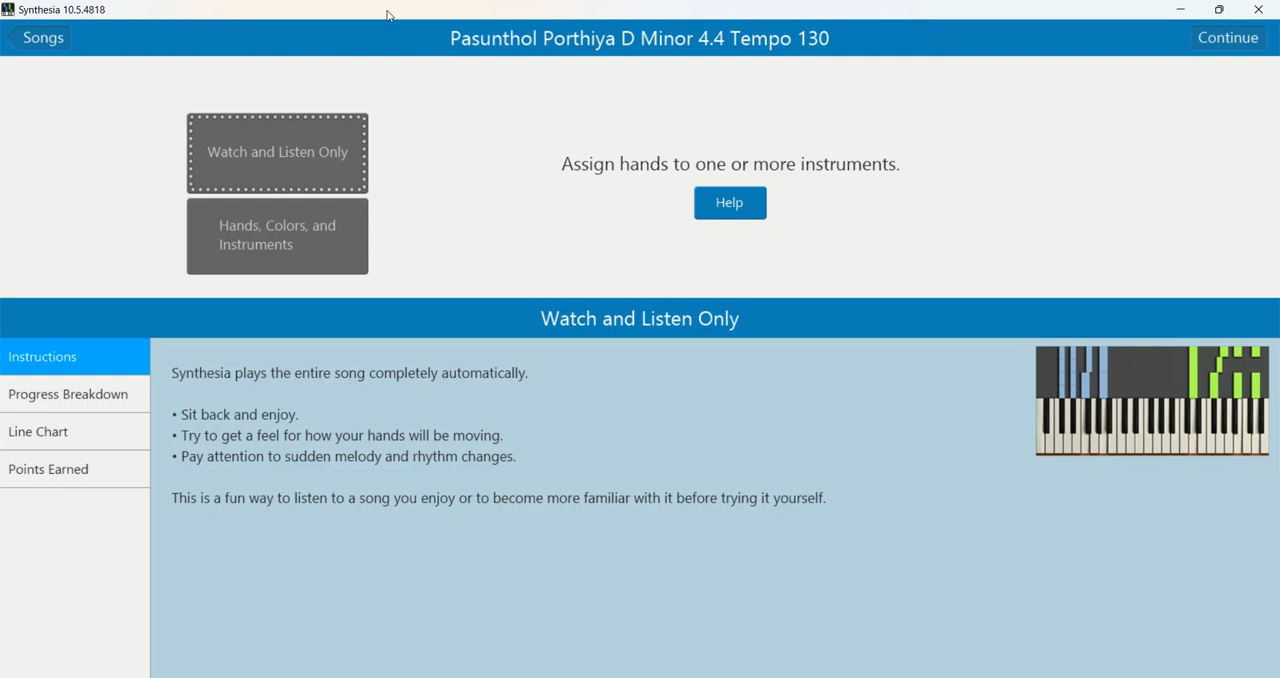 Synthesia 10.5.4818
Songs
Pasunthol Porthiya D Minor 4.4 Tempo 130
Continue
Watch and Listen Only
Hands, Colors, and
Instruments
Assign hands to one or more instruments.
Help
Watch and Listen Only
Instructions
Progress Breakdown
Line Chart
Points Earned
Synthesia plays the entire song completely automatically.
• Sit back and enjoy.
• Try to get a feel for how your hands will be moving.
• Pay attention to sudden melody and rhythm changes.
This is a fun way to listen to a song you enjoy or to become more familiar with it before trying it yourself.